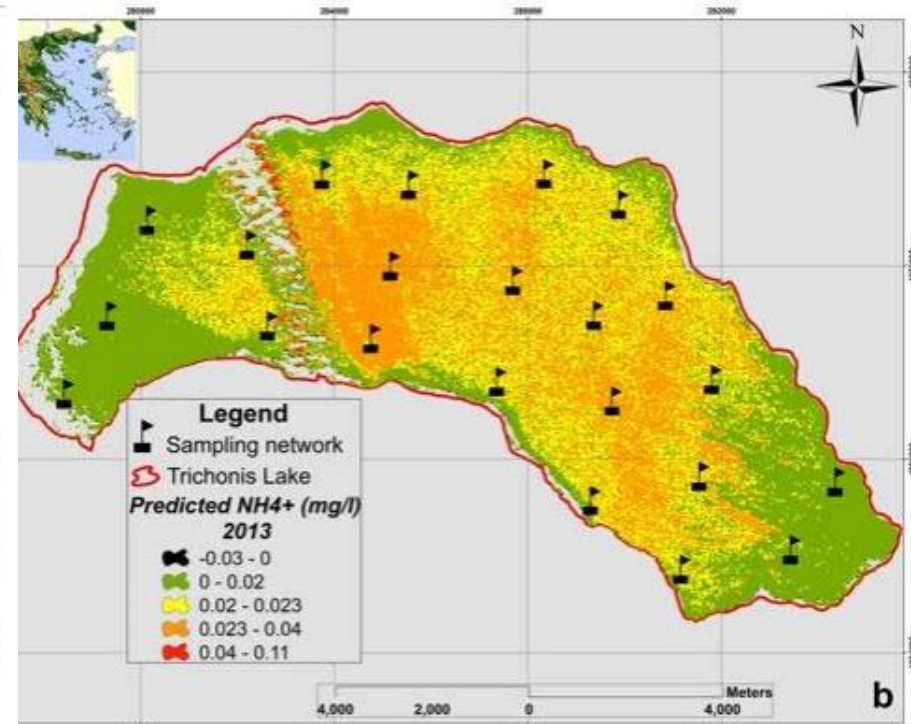 N
Legend
Sampling network
Trichonis Lake
Predicted NH4+ (mg/l)
2013
-0.03 - 0
0 - 0.02
0.02 - 0.023
0.023 - 0.04
0.04 - 0.11
Meters
4,000 2,000 0 4,000
b